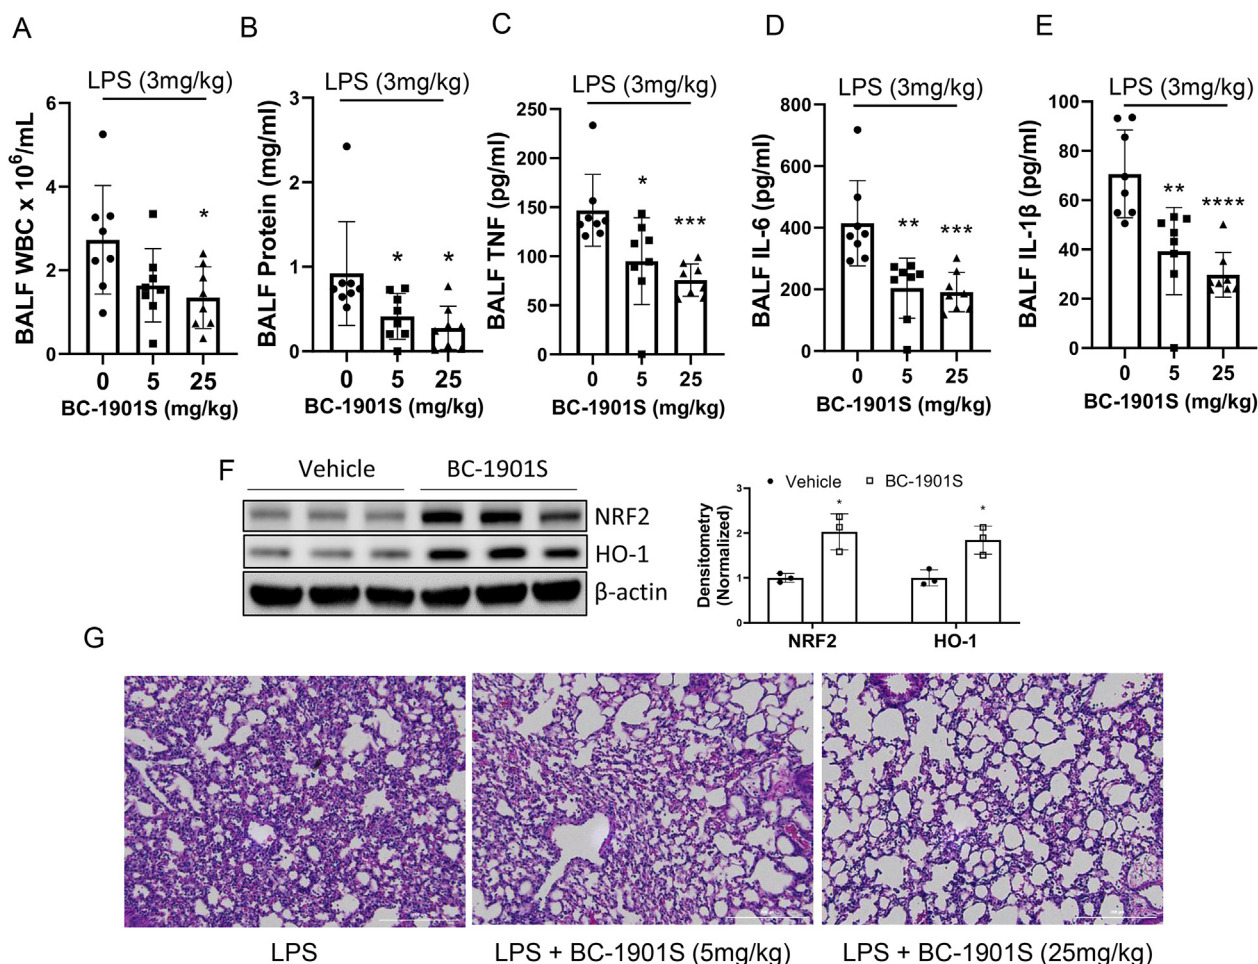 A
LPS (3mg/kg)
BALF WBC x 10⁶/mL
6
4
2
0
0 5 25
*
BC-1901S (mg/kg)
B
LPS (3mg/kg)
BALF Protein (mg/ml)
3
2
1
0
* *
0 5 25
BC-1901S (mg/kg)
C
LPS (3mg/kg)
BALF TNF (pg/ml)
250
200
150
100
50
0
* ***
0 5 25
BC-1901S (mg/kg)
D
LPS (3mg/kg)
BALF IL-6 (pg/ml)
800
600
400
200
0
** ***
0 5 25
BC-1901S (mg/kg)
E
LPS (3mg/kg)
BALF IL-1β (pg/ml)
100
80
60
40
20
0
** ****
0 5 25
BC-1901S (mg/kg)
F
Vehicle BC-1901S
NRF2
HO-1
β-actin
Vehicle BC-1901S
Densitometry
(Normalized)
3
2
1
0
* *
NRF2 HO-1
G
LPS
LPS + BC-1901S (5mg/kg)
LPS + BC-1901S (25mg/kg)